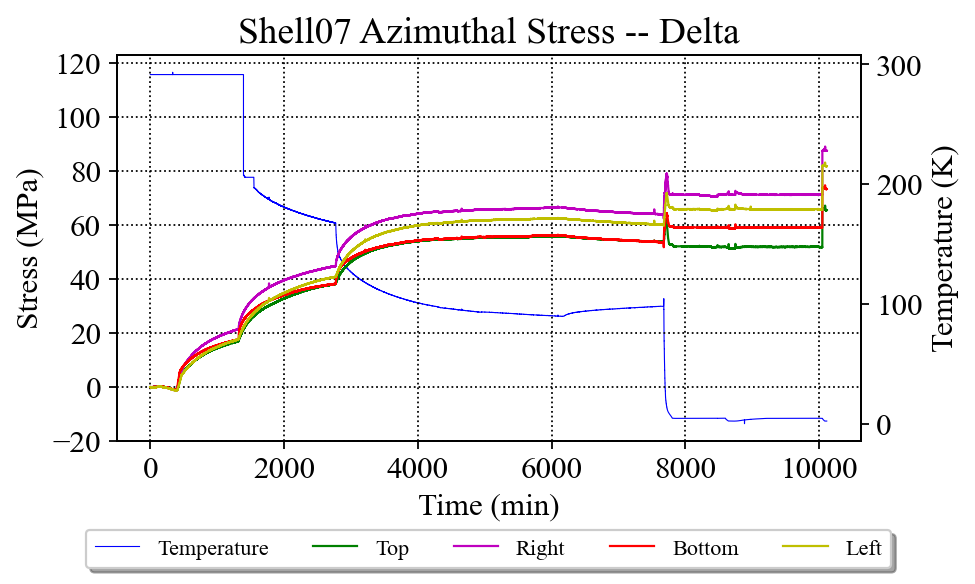 Shell07 Azimuthal Stress -- Delta
120
100
80
60
40
20
0
−20
Stress (MPa)
300
200
100
0
Temperature (K)
0 2000 4000 6000 8000 10000
Time (min)
Temperature Top Right Bottom Left